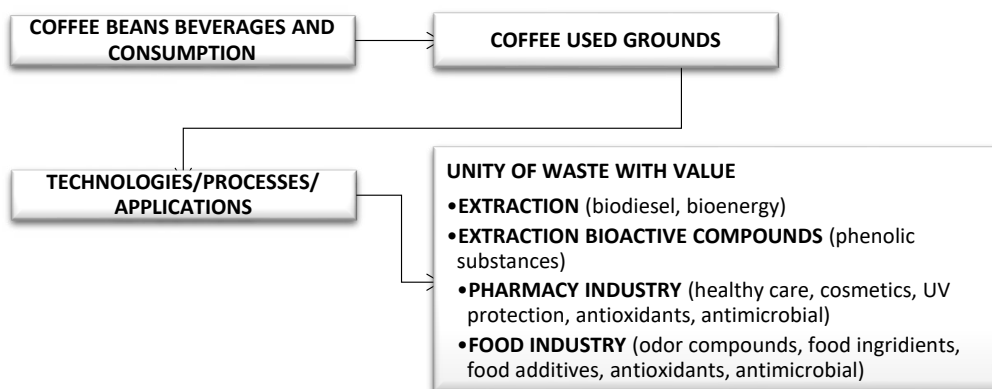 COFFEE BEANS BEVERAGES AND
CONSUMPTION
COFFEE USED GROUNDS
TECHNOLOGIES/PROCESSES/
APPLICATIONS
UNITY OF WASTE WITH VALUE
•EXTRACTION (biodiesel, bioenergy)
•EXTRACTION BIOACTIVE COMPOUNDS (phenolic
substances)
•PHARMACY INDUSTRY (healthy care, cosmetics, UV
protection, antioxidants, antimicrobial)
•FOOD INDUSTRY (odor compounds, food ingridients,
food additives, antioxidants, antimicrobial)